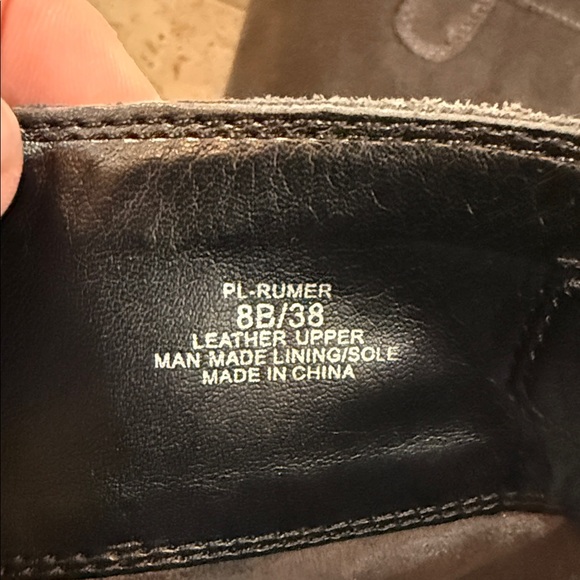 PL-RUMER
8B/38
LEATHER UPPER
MAN MADE LINING/SOLE
MADE IN CHINA